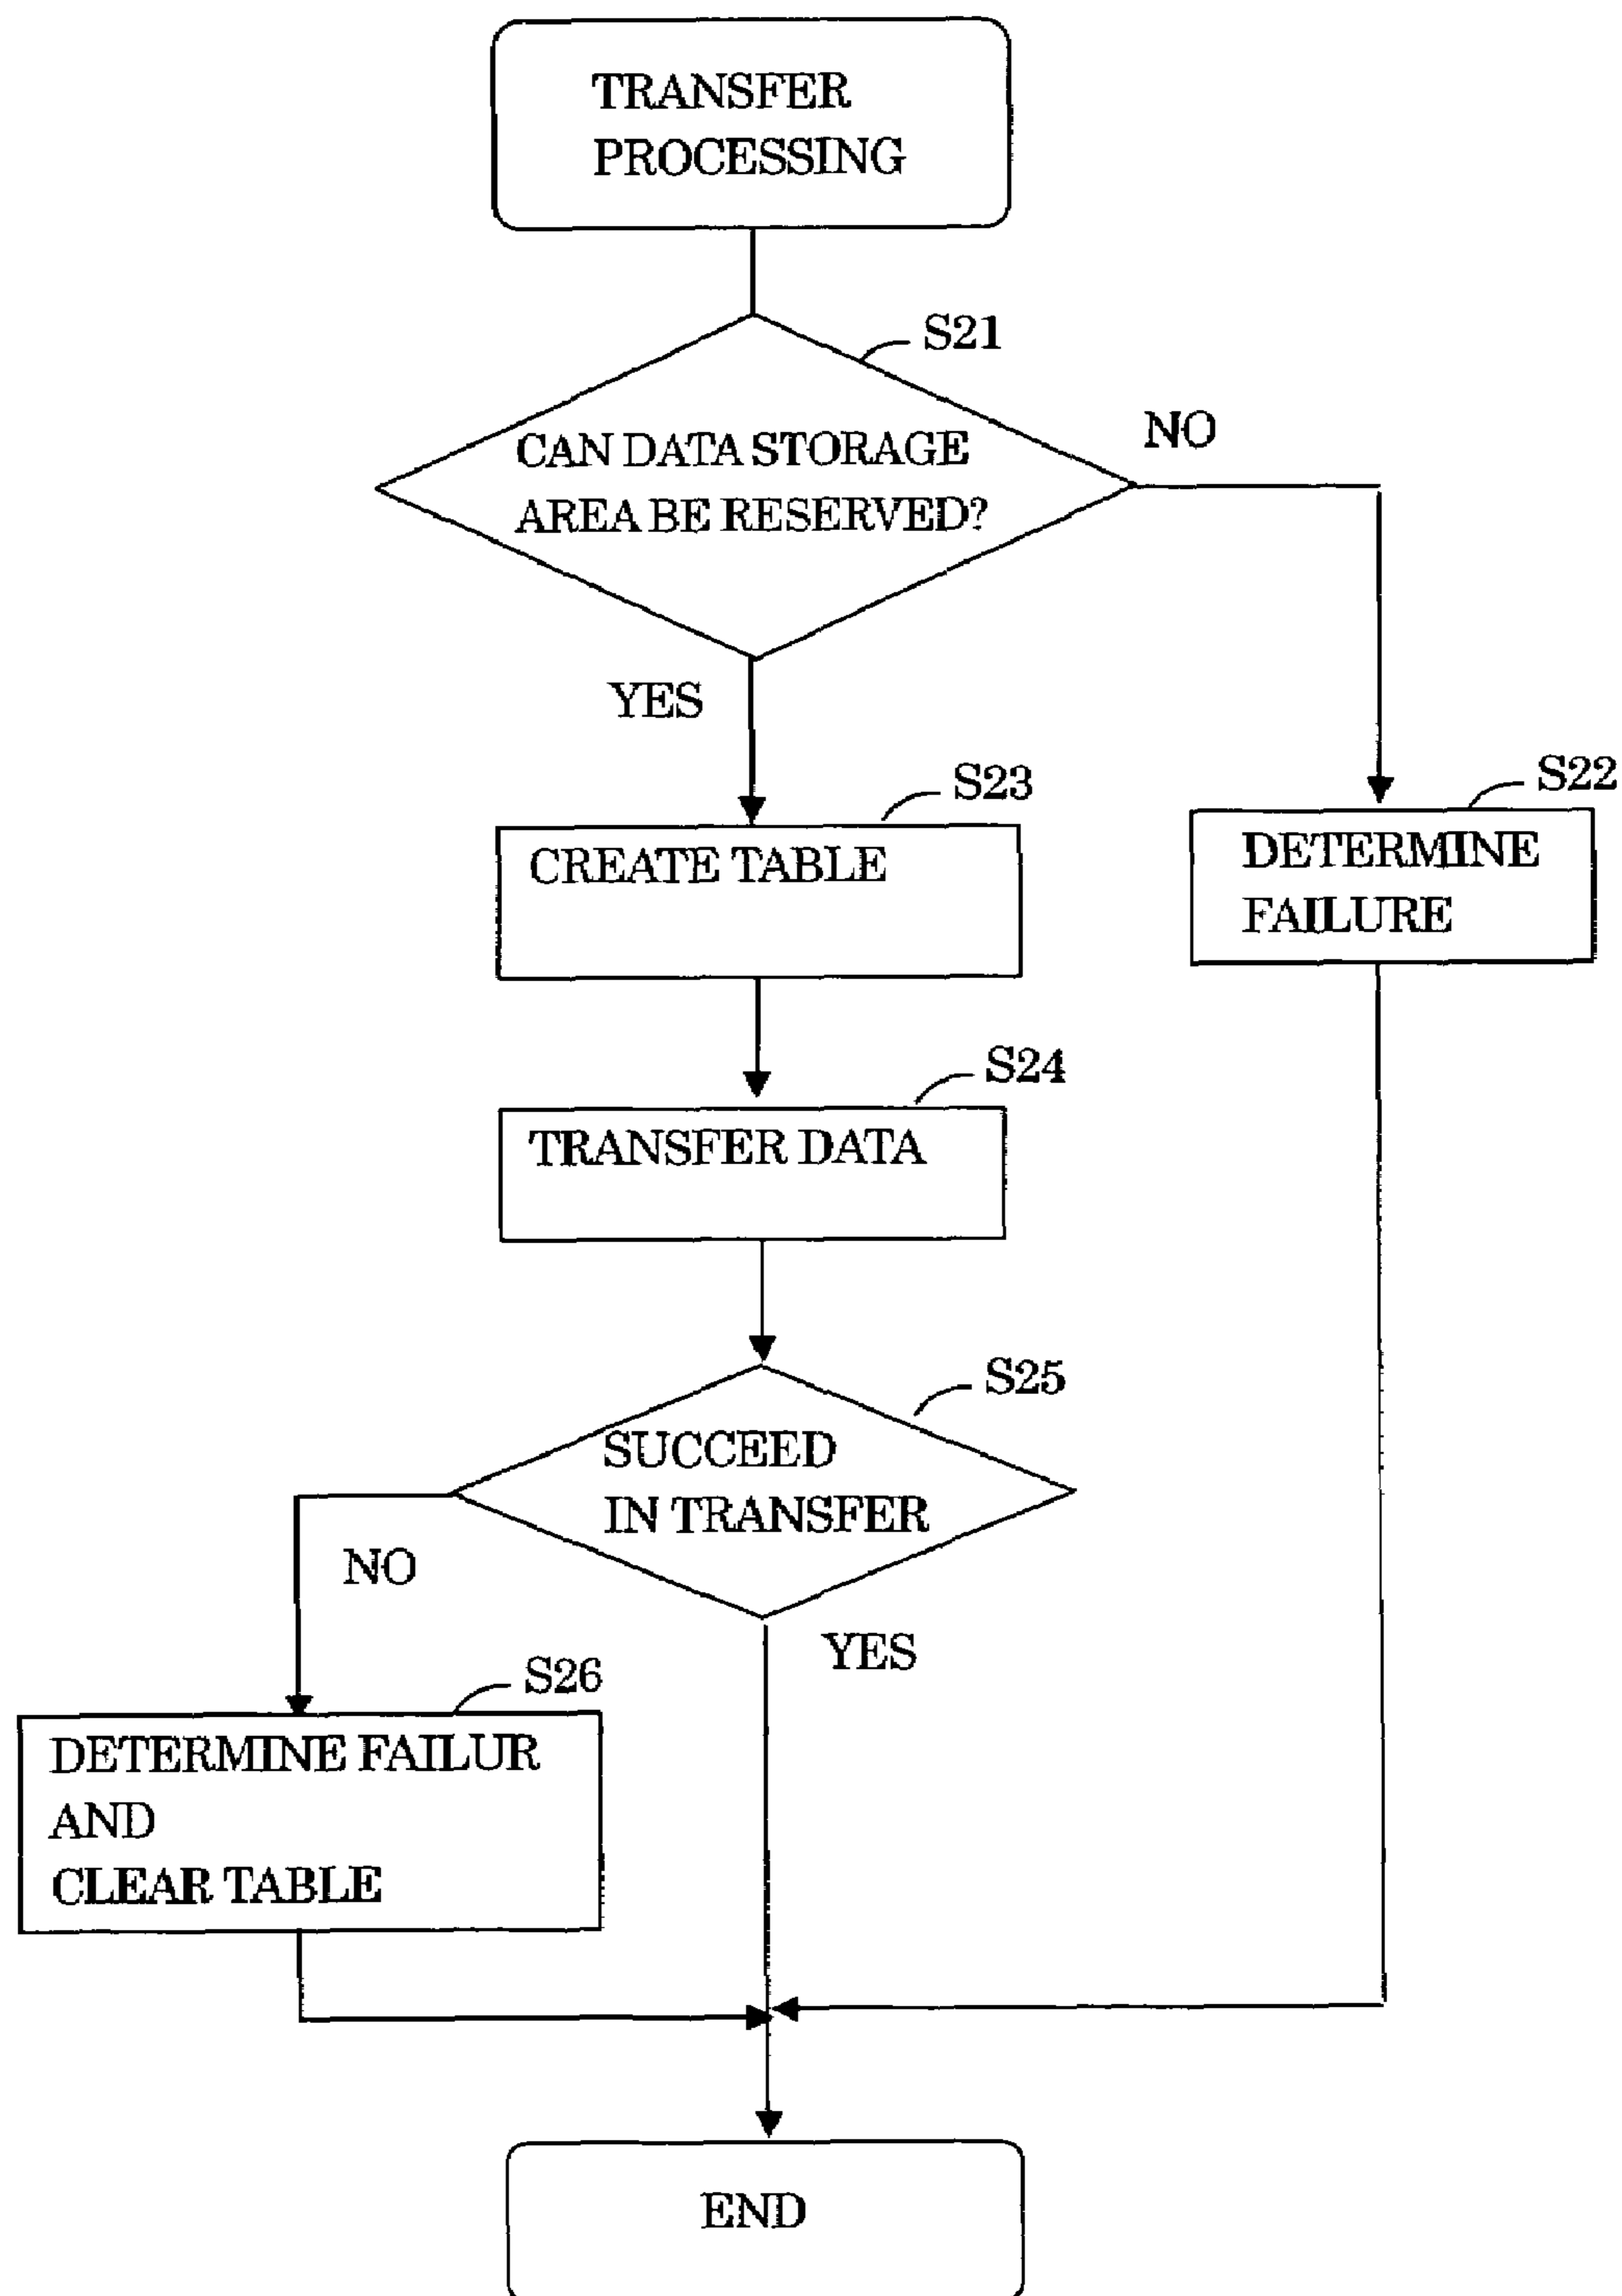 TRANSFER
PROCESSING
S21
CAN DATA STORAGE
AREA BE RESERVED?
NO
YES
S23
CREATE TABLE
S22
DETERMINE
FAILURE
S24
TRANSFER DATA
S25
SUCCEED
IN TRANSFER
NO
YES
S26
DETERMINE FAILUR
AND
CLEAR TABLE
END